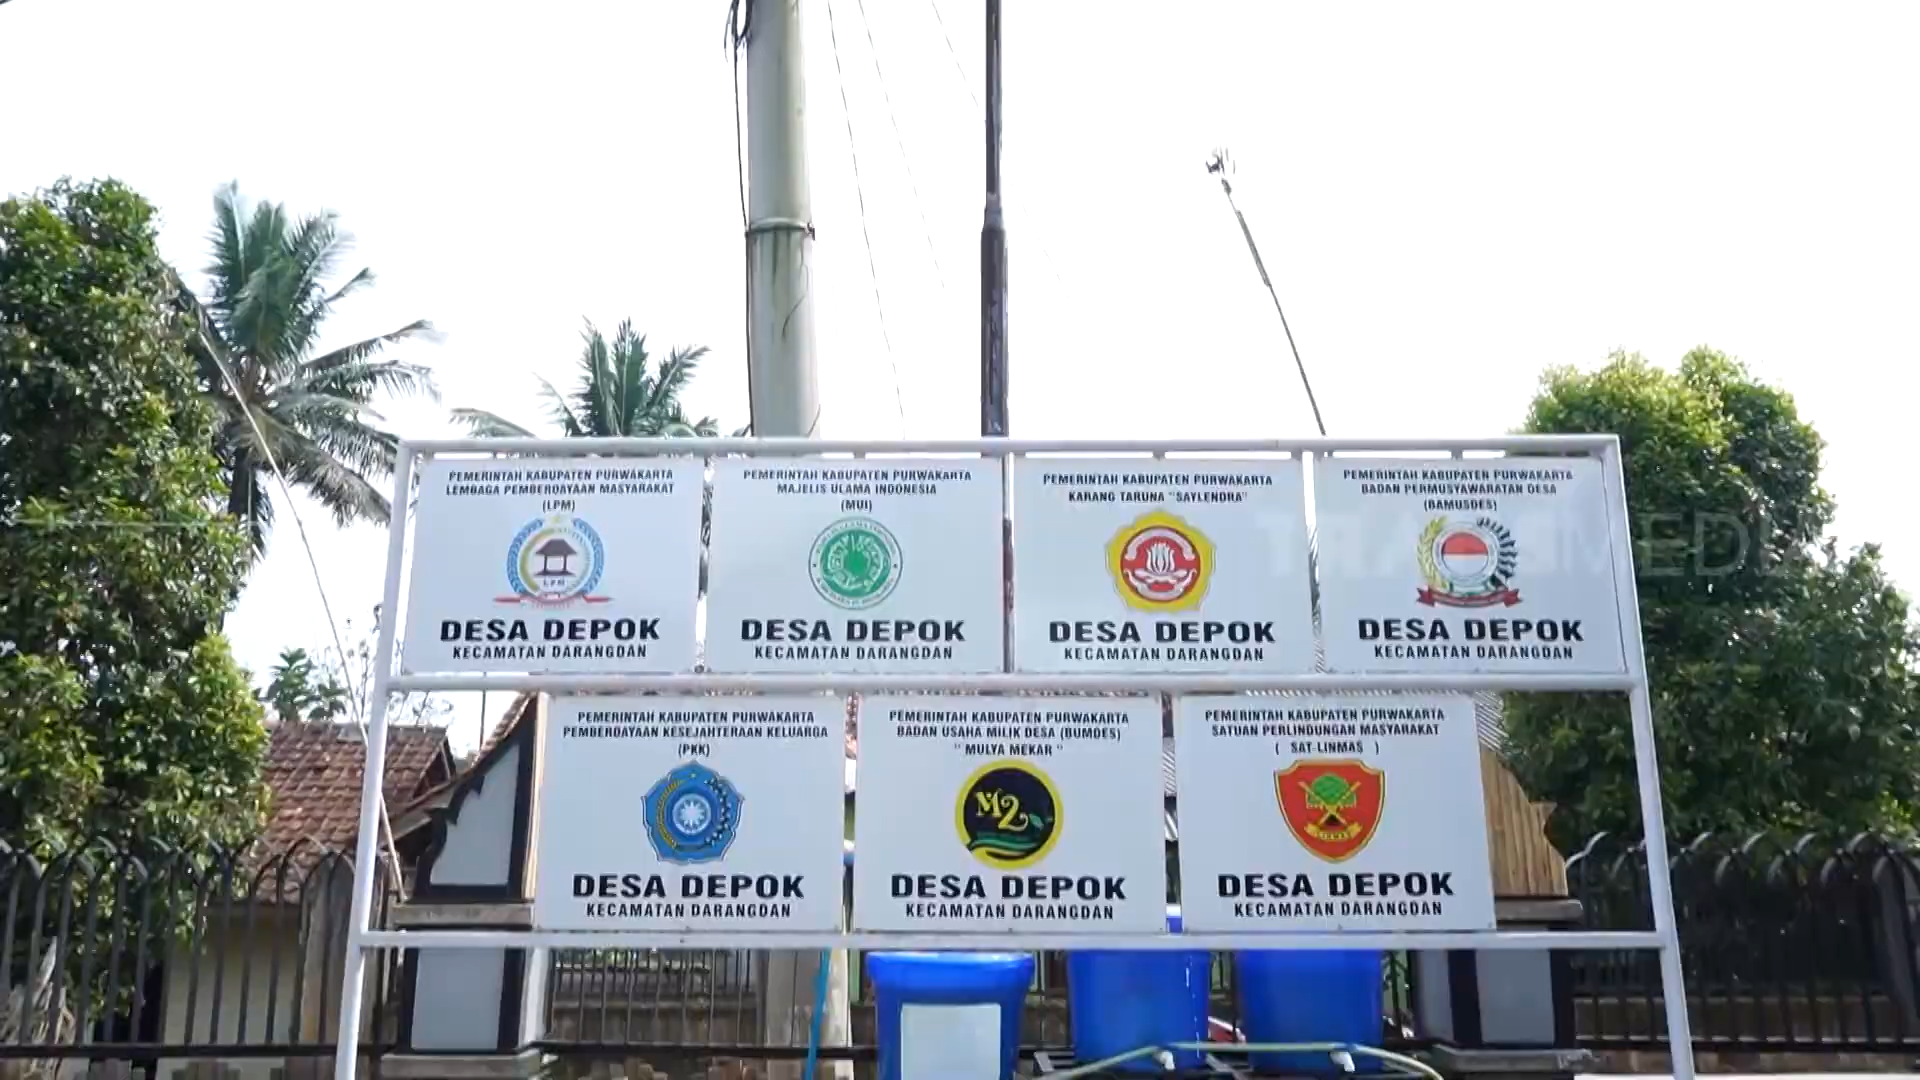 PEMERINTAH KABUPATEN PURWAKARTA
LEMBAGA PEMBERDAYAAN MASYARAKAT
(LPM)
LPM
DESA DEPOK
KECAMATAN DARANGDAN
PEMERINTAH KABUPATEN PURWAKARTA
MAJELIS ULAMA INDONESIA
(MUI)
DESA DEPOK
KECAMATAN DARANGDAN
PEMERINTAH KABUPATEN PURWAKARTA
KARANG TARUNA "SAYLENDRA"
DESA DEPOK
KECAMATAN DARANGDAN
PEMERINTAH KABUPATEN PURWAKARTA
BADAN PERMUSYAWARATAN DESA
(BAMUSDES)
DESA DEPOK
KECAMATAN DARANGDAN
PEMERINTAH KABUPATEN PURWAKARTA
PEMBERDAYAAN KESEJAHTERAAN KELUARGA
(PKK)
DESA DEPOK
KECAMATAN DARANGDAN
PEMERINTAH KABUPATEN PURWAKARTA
BADAN USAHA MILIK DESA (BUMDES)
" MULYA MEKAR "
M2
DESA DEPOK
KECAMATAN DARANGDAN
PEMERINTAH KABUPATEN PURWAKARTA
SATUAN PERLINDUNGAN MASYARAKAT
( SAT-LINMAS )
LINMAS
DESA DEPOK
KECAMATAN DARANGDAN